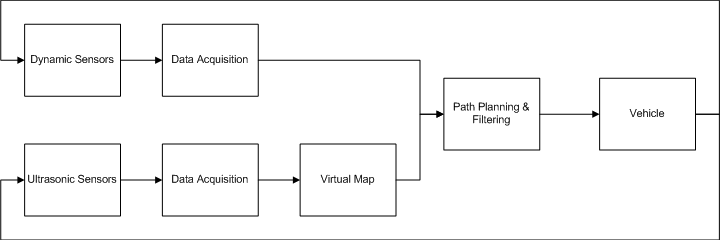 Dynamic Sensors
Data Acquisition
Path Planning &
Filtering
Vehicle
Ultrasonic Sensors
Data Acquisition
Virtual Map